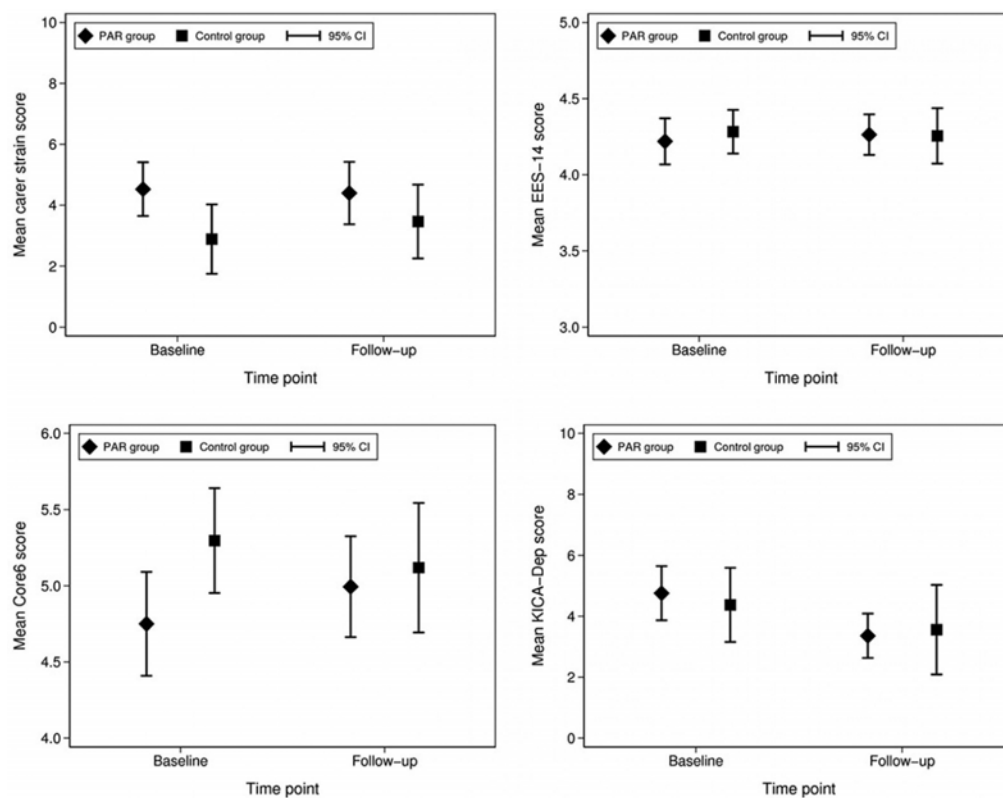 PAR group Control group 95% CI
10
8
6
4
2
0
Mean carer strain score
Baseline Follow-up
Time point
PAR group Control group 95% CI
5.0
4.5
4.0
3.5
3.0
Mean EES-14 score
Baseline Follow-up
Time point
PAR group Control group 95% CI
6.0
5.5
5.0
4.5
4.0
Mean Core6 score
Baseline Follow-up
Time point
PAR group Control group 95% CI
10
8
6
4
2
0
Mean KICA-Dep score
Baseline Follow-up
Time point